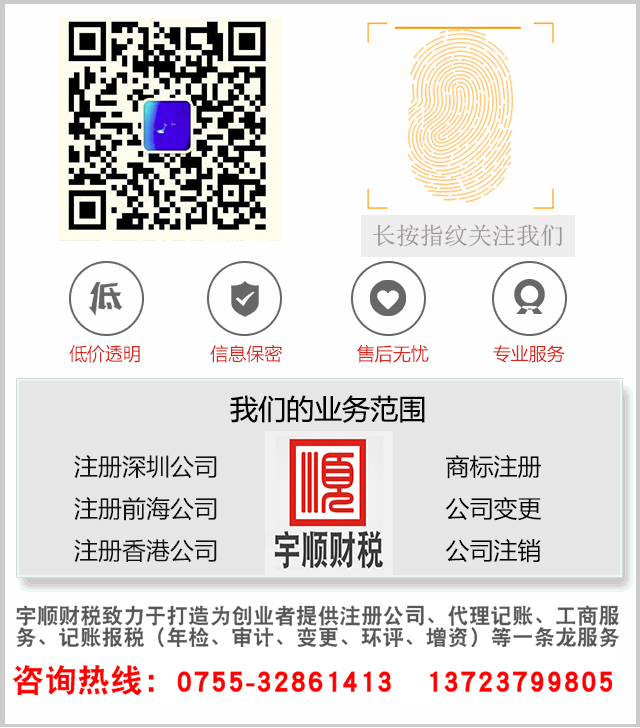 长按指纹关注我们
低
低价透明
信息保密
售后无忧
专业服务
我们的业务范围
注册深圳公司
注册前海公司
注册香港公司
順
宇顺财税
商标注册
公司变更
公司注销
宇顺财税致力于打造为创业者提供注册公司、代理记账、工商服
务、记账报税（年检、审计、变更、环评、增资）等一条龙服务
咨询热线：0755-32861413 13723799805